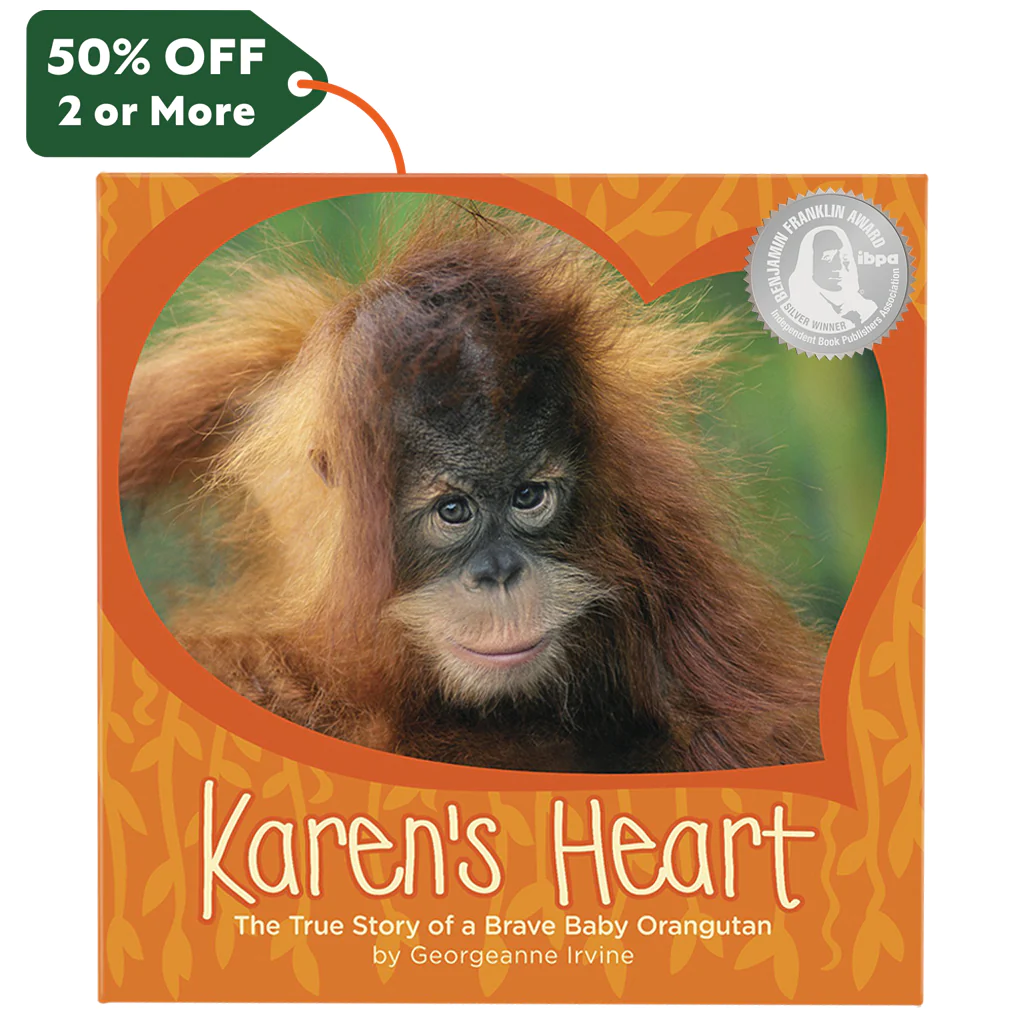 50% OFF
2 or More
BENJAMIN FRANKLIN AWARD
ibpa
SILVER WINNER
Independent Book Publishers Association
Karen's Heart
The True Story of a Brave Baby Orangutan
by Georgeanne Irvine